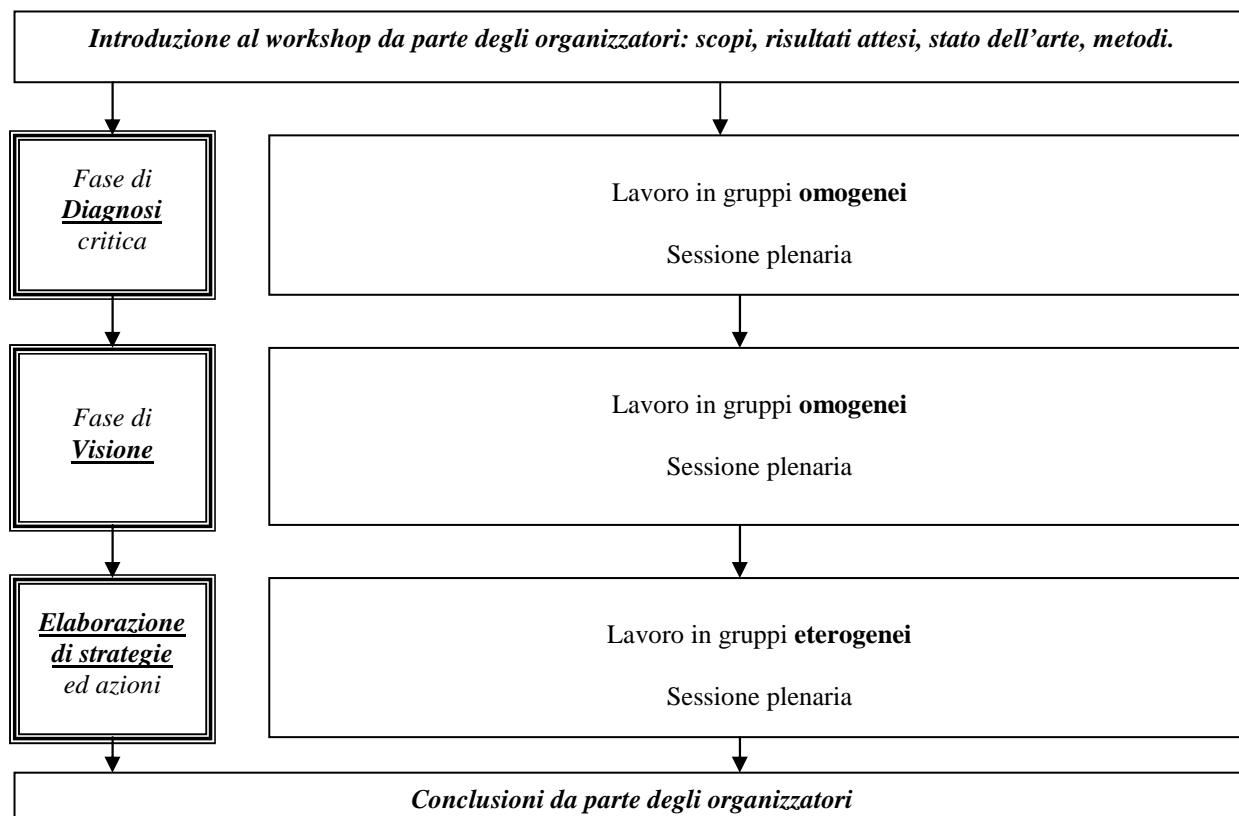 Introduzione al workshop da parte degli organizzatori: scopi, risultati attesi, stato dell’arte, metodi.
Fase di
Diagnosi
critica
Lavoro in gruppi omogenei
Sessione plenaria
Fase di
Visione
Lavoro in gruppi omogenei
Sessione plenaria
Elaborazione
di strategie
ed azioni
Lavoro in gruppi eterogenei
Sessione plenaria
Conclusioni da parte degli organizzatori